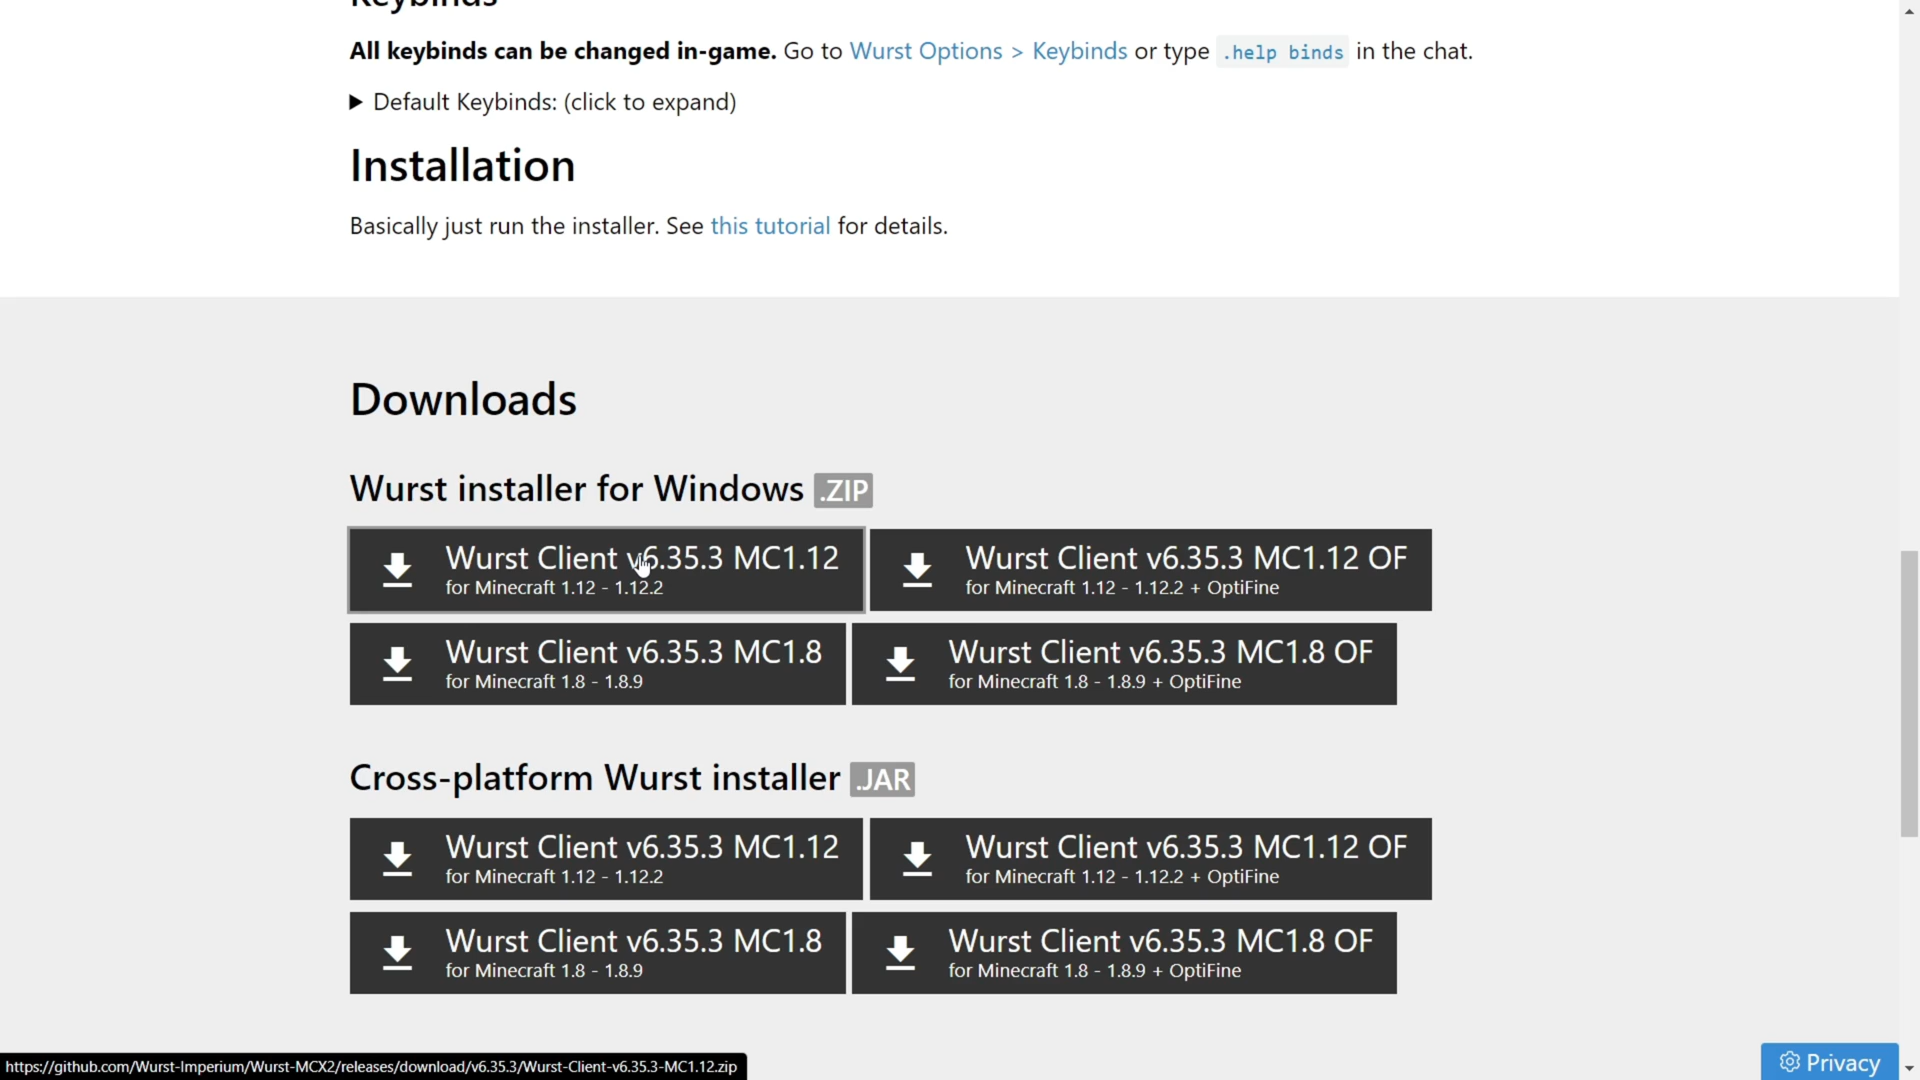 Keybinds
All keybinds can be changed in-game. Go to Wurst Options > Keybinds or type .help binds in the chat.
▶ Default Keybinds: (click to expand)
Installation
Basically just run the installer. See this tutorial for details.
Downloads
Wurst installer for Windows .ZIP
Wurst Client v6.35.3 MC1.12
for Minecraft 1.12 - 1.12.2
Wurst Client v6.35.3 MC1.12 OF
for Minecraft 1.12 - 1.12.2 + OptiFine
Wurst Client v6.35.3 MC1.8
for Minecraft 1.8 - 1.8.9
Wurst Client v6.35.3 MC1.8 OF
for Minecraft 1.8 - 1.8.9 + OptiFine
Cross-platform Wurst installer .JAR
Wurst Client v6.35.3 MC1.12
for Minecraft 1.12 - 1.12.2
Wurst Client v6.35.3 MC1.12 OF
for Minecraft 1.12 - 1.12.2 + OptiFine
Wurst Client v6.35.3 MC1.8
for Minecraft 1.8 - 1.8.9
Wurst Client v6.35.3 MC1.8 OF
for Minecraft 1.8 - 1.8.9 + OptiFine
https://github.com/Wurst-Imperium/Wurst-MCX2/releases/download/v6.35.3/Wurst-Client-v6.35.3-MC1.12.zip
Privacy